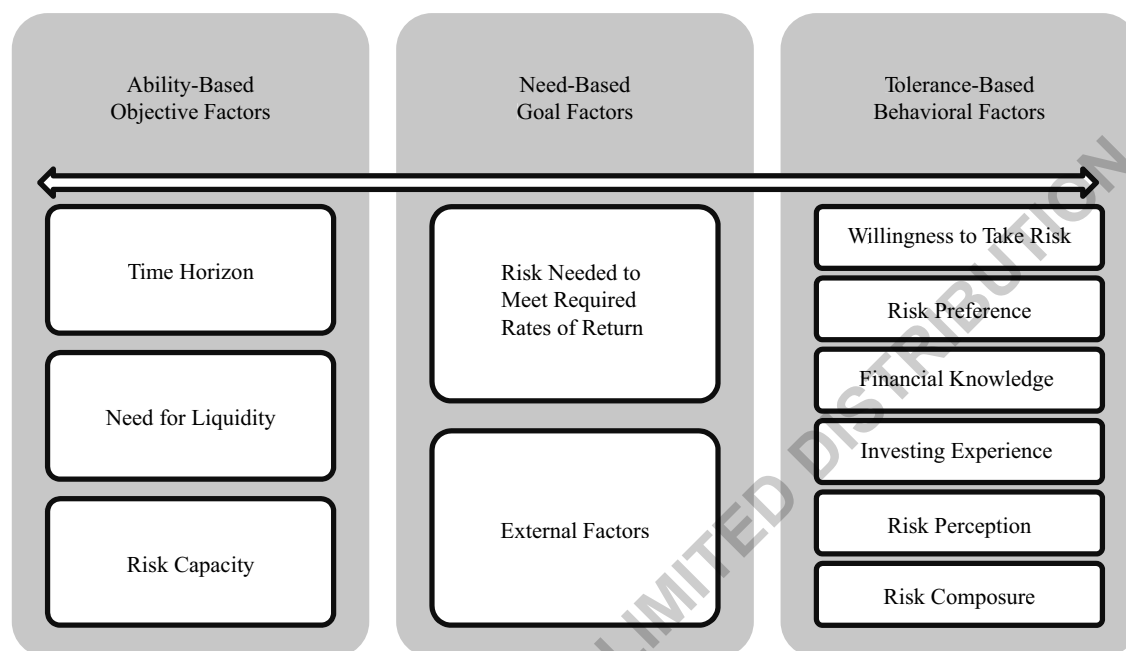 Ability-Based
Objective Factors
Time Horizon
Need for Liquidity
Risk Capacity
Need-Based
Goal Factors
Risk Needed to
Meet Required
Rates of Return
External Factors
Tolerance-Based
Behavioral Factors
Willingness to Take Risk
Risk Preference
Financial Knowledge
Investing Experience
Risk Perception
Risk Composure
LIMITED DISTRIBUTION